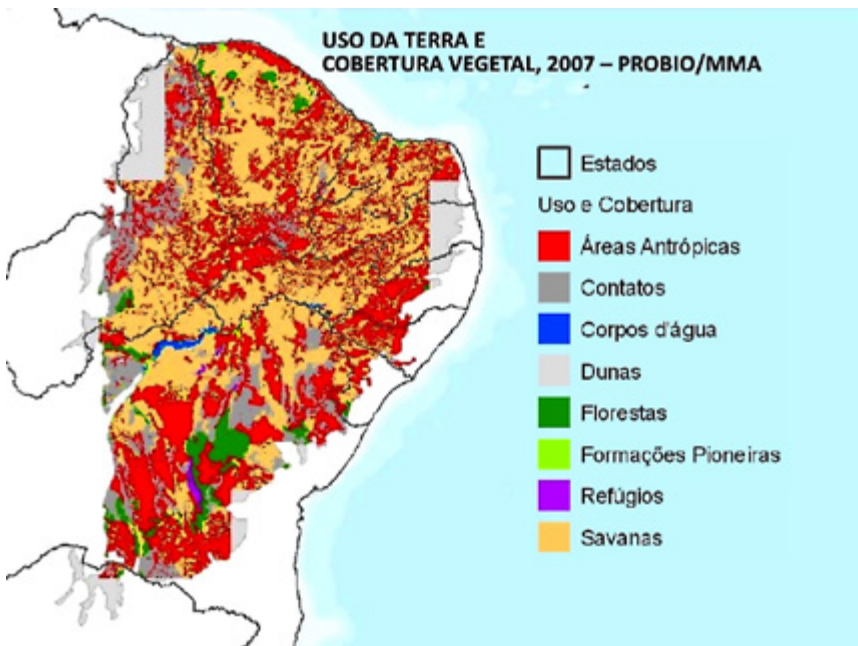 USO DA TERRA E
COBERTURA VEGETAL, 2007 – PROBIO/MMA
Estados
Uso e Cobertura
Áreas Antrópicas
Contatos
Corpos d'água
Dunas
Florestas
Formações Pioneiras
Refúgios
Savanas